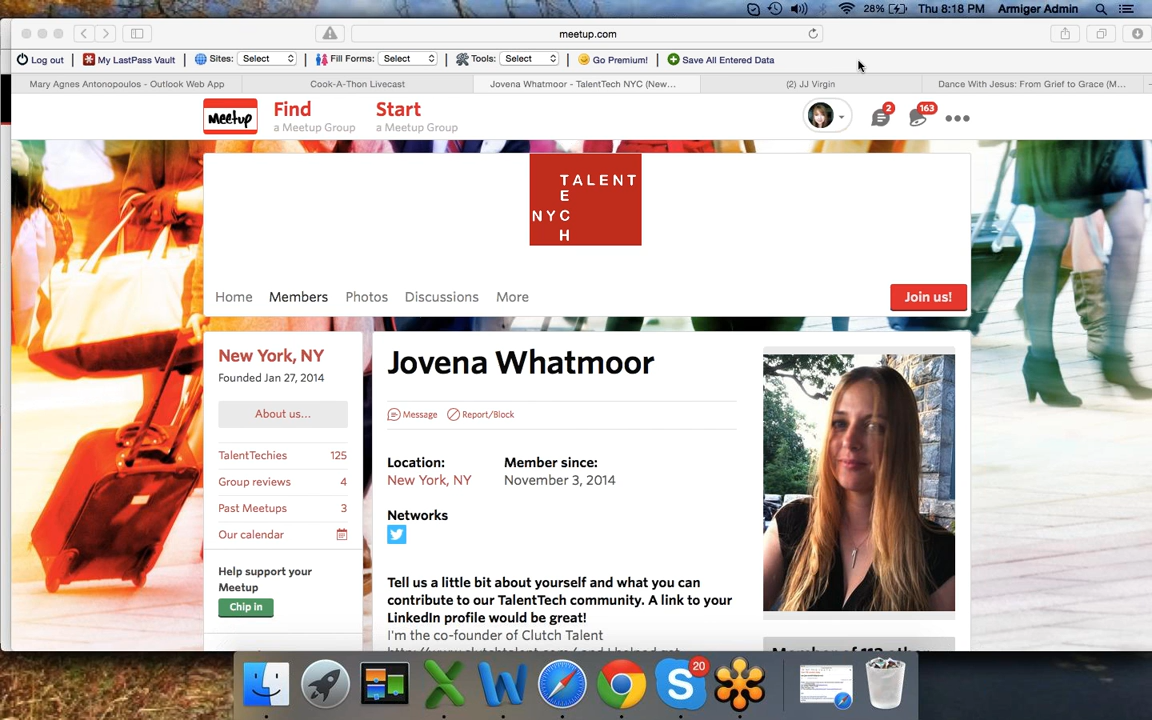 28% Thu 8:18 PM Armiger Admin
meetup.com
Log out | My LastPass Vault | Sites: Select | Fill Forms: Select | Tools: Select | Go Premium! | Save All Entered Data
Mary Agnes Antonopoulos - Outlook Web App
Cook-A-Thon Livecast
Jovena Whatmoor - TalentTech NYC (New...
(2) JJ Virgin
Dance With Jesus: From Grief to Grace (M...
meetup
Find
a Meetup Group
Start
a Meetup Group
2
163
TALENT
E
NYC
H
Home Members Photos Discussions More
Join us!
New York, NY
Founded Jan 27, 2014
About us...
TalentTechies 125
Group reviews 4
Past Meetups 3
Our calendar
Help support your
Meetup
Chip in
Jovena Whatmoor
Message Report/Block
Location: Member since:
New York, NY November 3, 2014
Networks
Tell us a little bit about yourself and what you can
contribute to our TalentTech community. A link to your
LinkedIn profile would be great!
I'm the co-founder of Clutch Talent
20